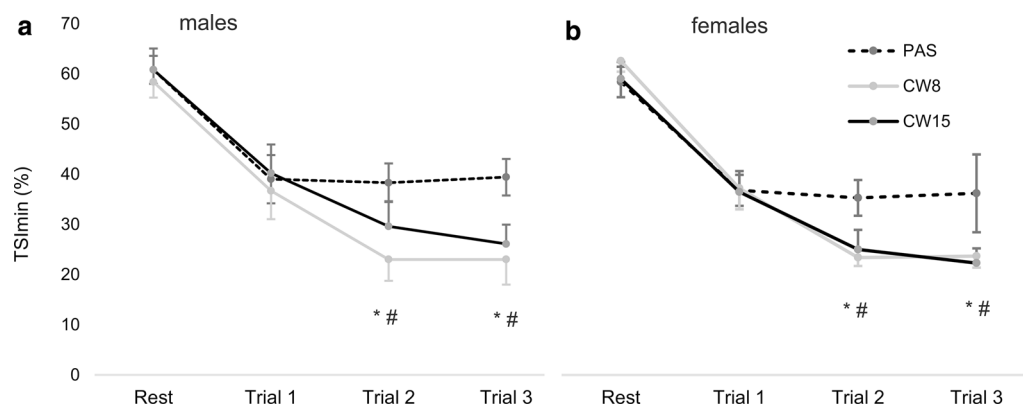 a
males
70
60
50
40
30
20
10
0
TSImin (%)
* #
* #
Rest
Trial 1
Trial 2
Trial 3
b
females
PAS
CW8
CW15
* #
* #
Rest
Trial 1
Trial 2
Trial 3